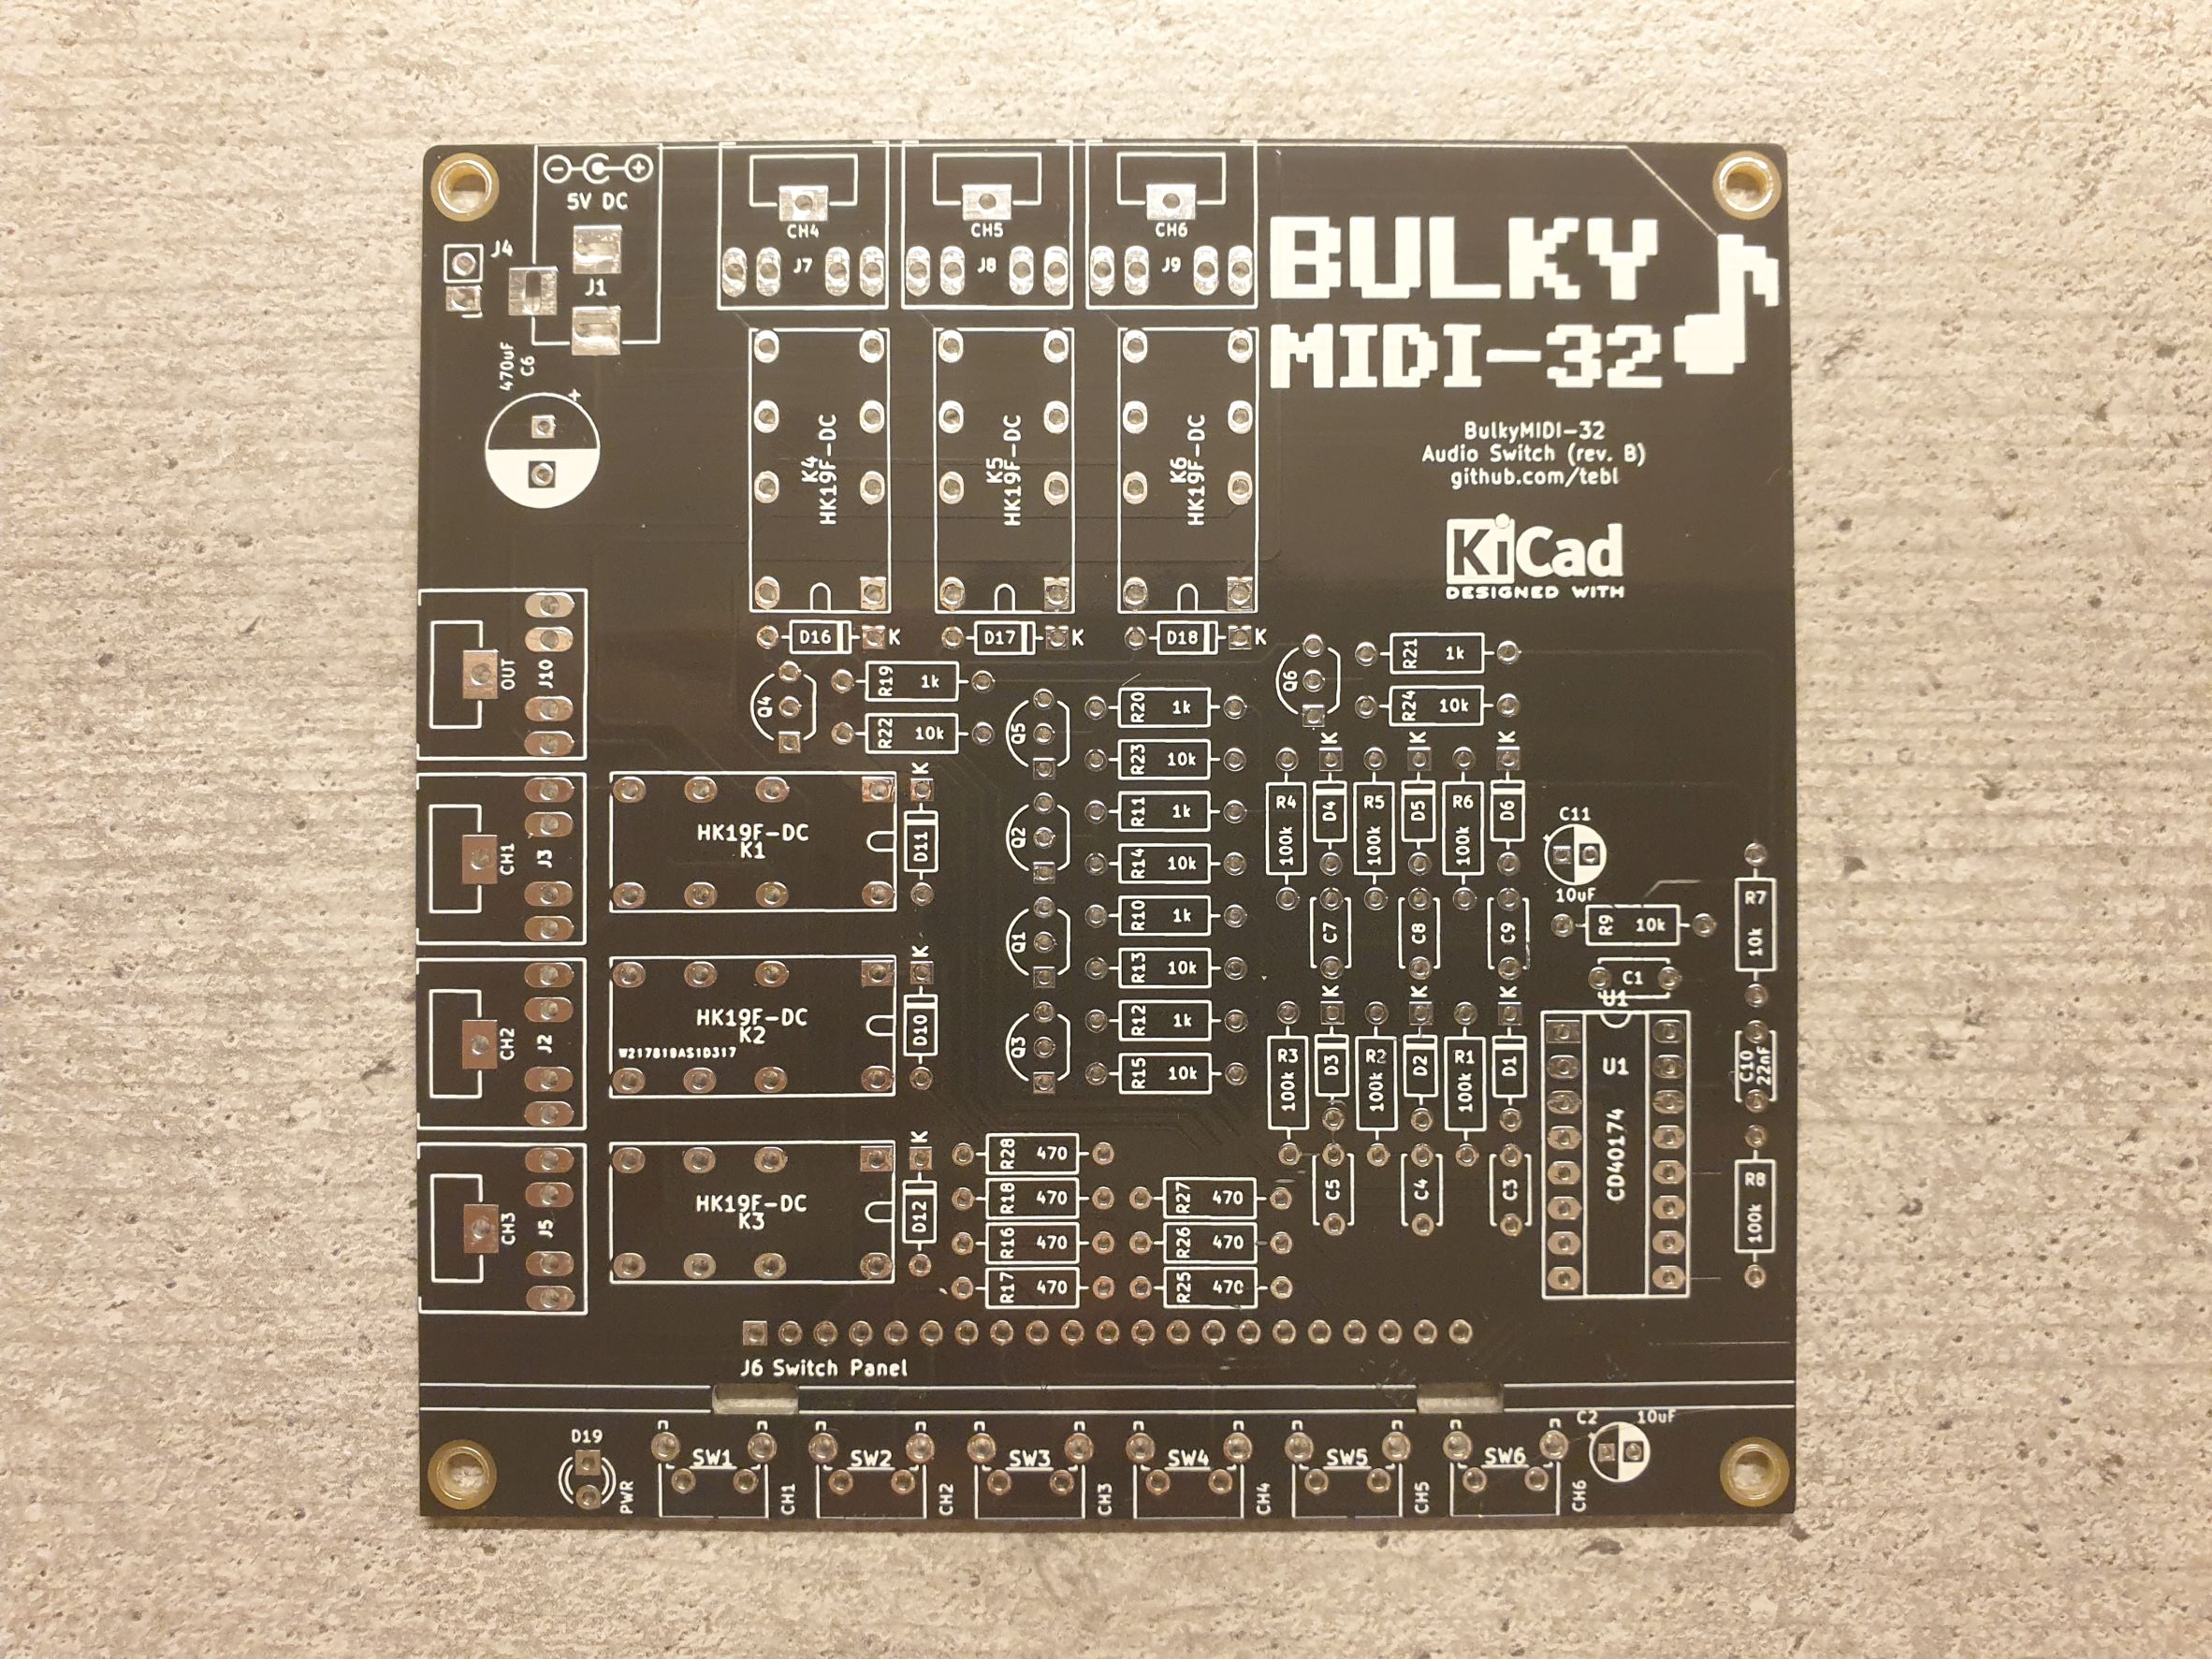 5V DC
J4
J1
470uF
C6
+
CH4
J7
CH5
J8
CH6
J9
BULKY
MIDI-32
BulkyMIDI-32
Audio Switch (rev. B)
github.com/tebl
KiCad
DESIGNED WITH
K4
HK19F-DC
K5
HK19F-DC
K6
HK19F-DC
D16
K
D17
K
D18
K
OUT
J10
Q4
R19 1k
R22 10k
Q5
R20 1k
R23 10k
Q6
R21 1k
R24 10k
CH1
J3
HK19F-DC
K1
K
D11
Q2
R11 1k
R14 10k
K
K
K
R4 100k
D4
R5 100k
D5
R6 100k
D6
C11
10uF
R7 10k
Q1
R10 1k
R13 10k
C7
C8
C9
R9 10k
C1
CH2
J2
HK19F-DC
K2
W217818AS1D317
K
D10
Q3
R12 1k
R15 10k
K
K
K
R3 100k
D3
R2 100k
D2
R1 100k
D1
U1
U1
CD40174
C10
22nF
CH3
J5
HK19F-DC
K3
K
D12
R28 470
R18 470
R16 470
R17 470
R27 470
R26 470
R25 470
C5
C4
C3
R8 100k
J6 Switch Panel
D19
PWR
SW1
CH1
SW2
CH2
SW3
CH3
SW4
CH4
SW5
CH5
SW6
CH6
C2 10uF